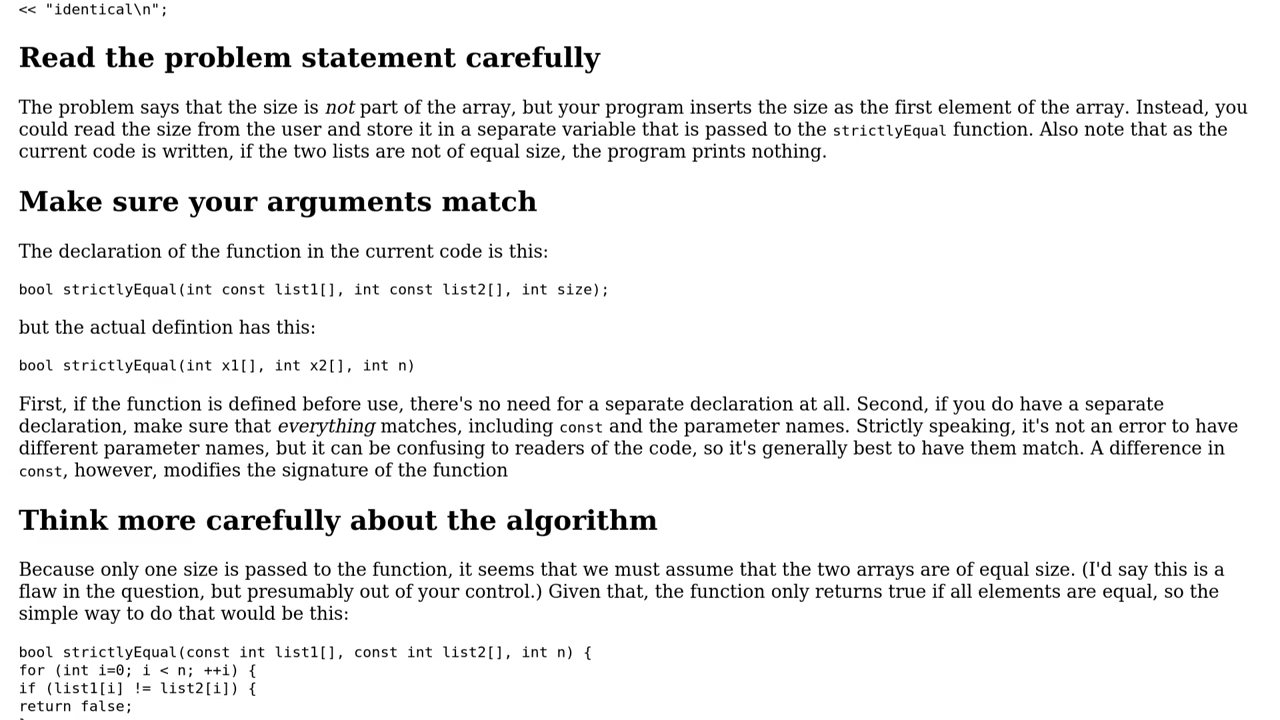 << "identical\n";
Read the problem statement carefully
The problem says that the size is not part of the array, but your program inserts the size as the first element of the array. Instead, you
could read the size from the user and store it in a separate variable that is passed to the strictlyEqual function. Also note that as the
current code is written, if the two lists are not of equal size, the program prints nothing.
Make sure your arguments match
The declaration of the function in the current code is this:
bool strictlyEqual(int const list1[], int const list2[], int size);
but the actual defintion has this:
bool strictlyEqual(int x1[], int x2[], int n)
First, if the function is defined before use, there's no need for a separate declaration at all. Second, if you do have a separate
declaration, make sure that everything matches, including const and the parameter names. Strictly speaking, it's not an error to have
different parameter names, but it can be confusing to readers of the code, so it's generally best to have them match. A difference in
const, however, modifies the signature of the function
Think more carefully about the algorithm
Because only one size is passed to the function, it seems that we must assume that the two arrays are of equal size. (I'd say this is a
flaw in the question, but presumably out of your control.) Given that, the function only returns true if all elements are equal, so the
simple way to do that would be this:
bool strictlyEqual(const int list1[], const int list2[], int n) {
for (int i=0; i < n; ++i) {
if (list1[i] != list2[i]) {
return false;